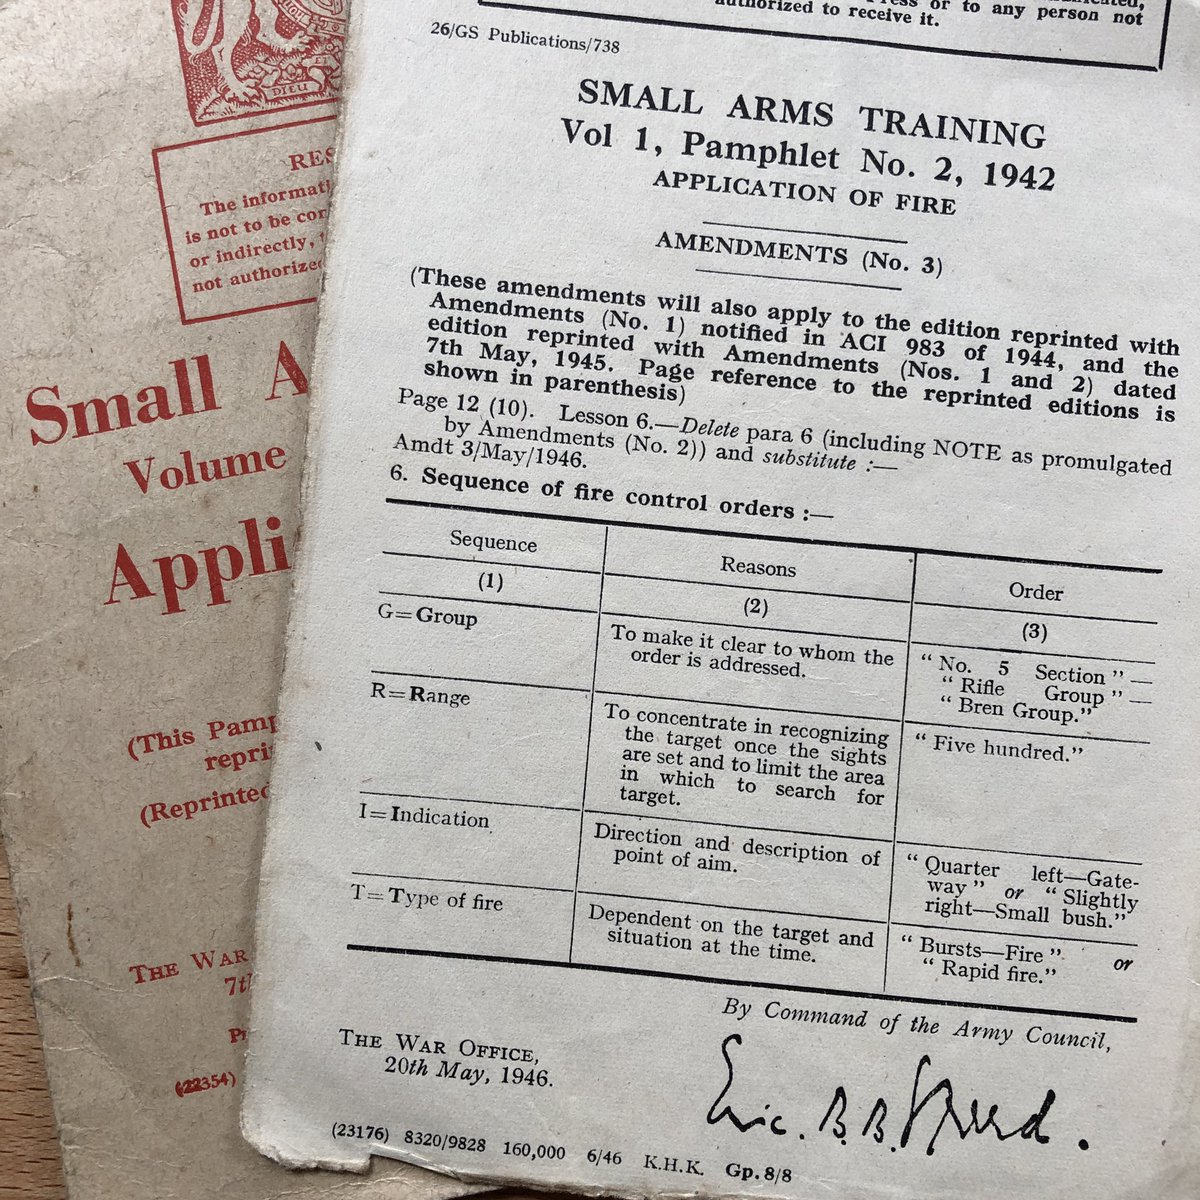 DIEU
RES
The informat
is not to be
or indirectly,
not authorized
Small A
Volume
Appli
(This Pamp
repri
(Reprinted
THE WAR
7th
(22354)
or to any person not
authorized to receive it.
26/GS Publications/738
SMALL ARMS TRAINING
Vol 1, Pamphlet No. 2, 1942
APPLICATION OF FIRE
AMENDMENTS (No. 3)
(These amendments will also apply to the edition reprinted with
Amendments (No. 1) notified in ACI 983 of 1944, and the
edition reprinted with Amendments (Nos. 1 and 2) dated
7th May, 1945. Page reference to the reprinted editions is
shown in parenthesis)
Page 12 (10). Lesson 6.—Delete para 6 (including NOTE as promulgated
by Amendments (No. 2)) and substitute :—
Amdt 3/May/1946.
6. Sequence of fire control orders :—
Sequence Reasons Order
(1) (2) (3)
G=Group
To make it clear to whom the
order is addressed.
“ No. 5 Section ” —
“ Rifle Group ” —
“ Bren Group.”
R=Range
To concentrate in recognizing
the target once the sights
are set and to limit the area
in which to search for
target.
“ Five hundred.”
I=Indication
Direction and description of
point of aim.
“ Quarter left—Gate-
way ” or “ Slightly
right—Small bush.”
T=Type of fire
Dependent on the target and
situation at the time.
“ Bursts—Fire ” or
“ Rapid fire.”
By Command of the Army Council,
THE WAR OFFICE,
20th May, 1946.
Eric. B. B. Speed.
(23176) 8320/9828 160,000 6/46 K.H.K. Gp. 8/8